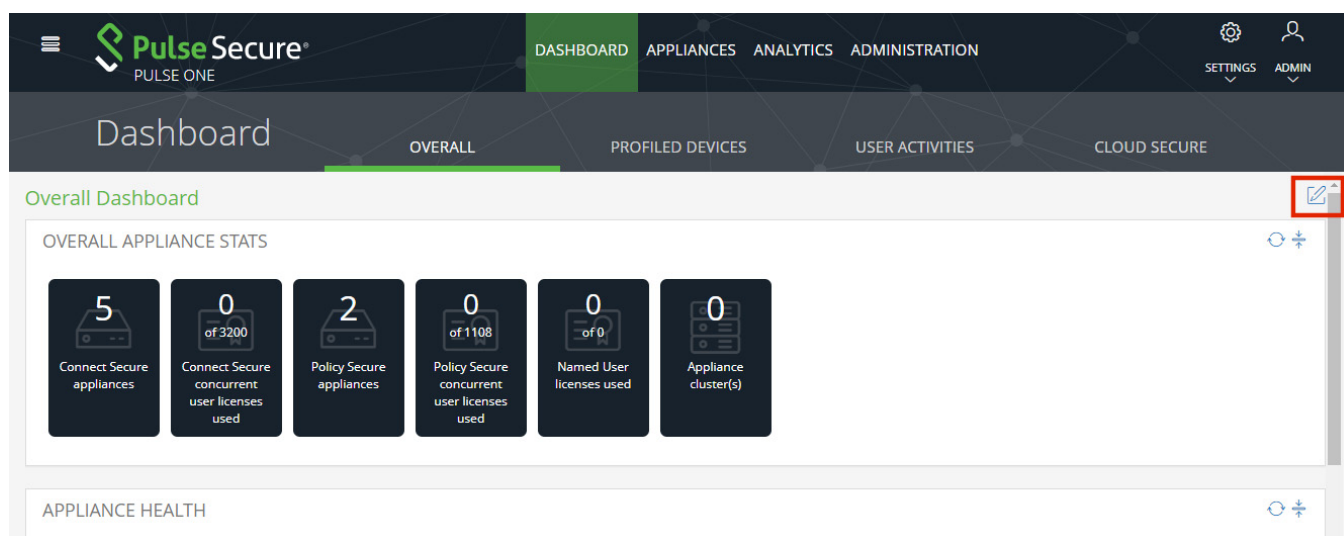 Pulse Secure®
PULSE ONE
DASHBOARD APPLIANCES ANALYTICS ADMINISTRATION
SETTINGS ADMIN
Dashboard OVERALL PROFILED DEVICES USER ACTIVITIES CLOUD SECURE
Overall Dashboard
OVERALL APPLIANCE STATS
5
Connect Secure
appliances
0
of 3200
Connect Secure
concurrent
user licenses
used
2
Policy Secure
appliances
0
of 1108
Policy Secure
concurrent
user licenses
used
0
of 0
Named User
licenses used
0
Appliance
cluster(s)
APPLIANCE HEALTH